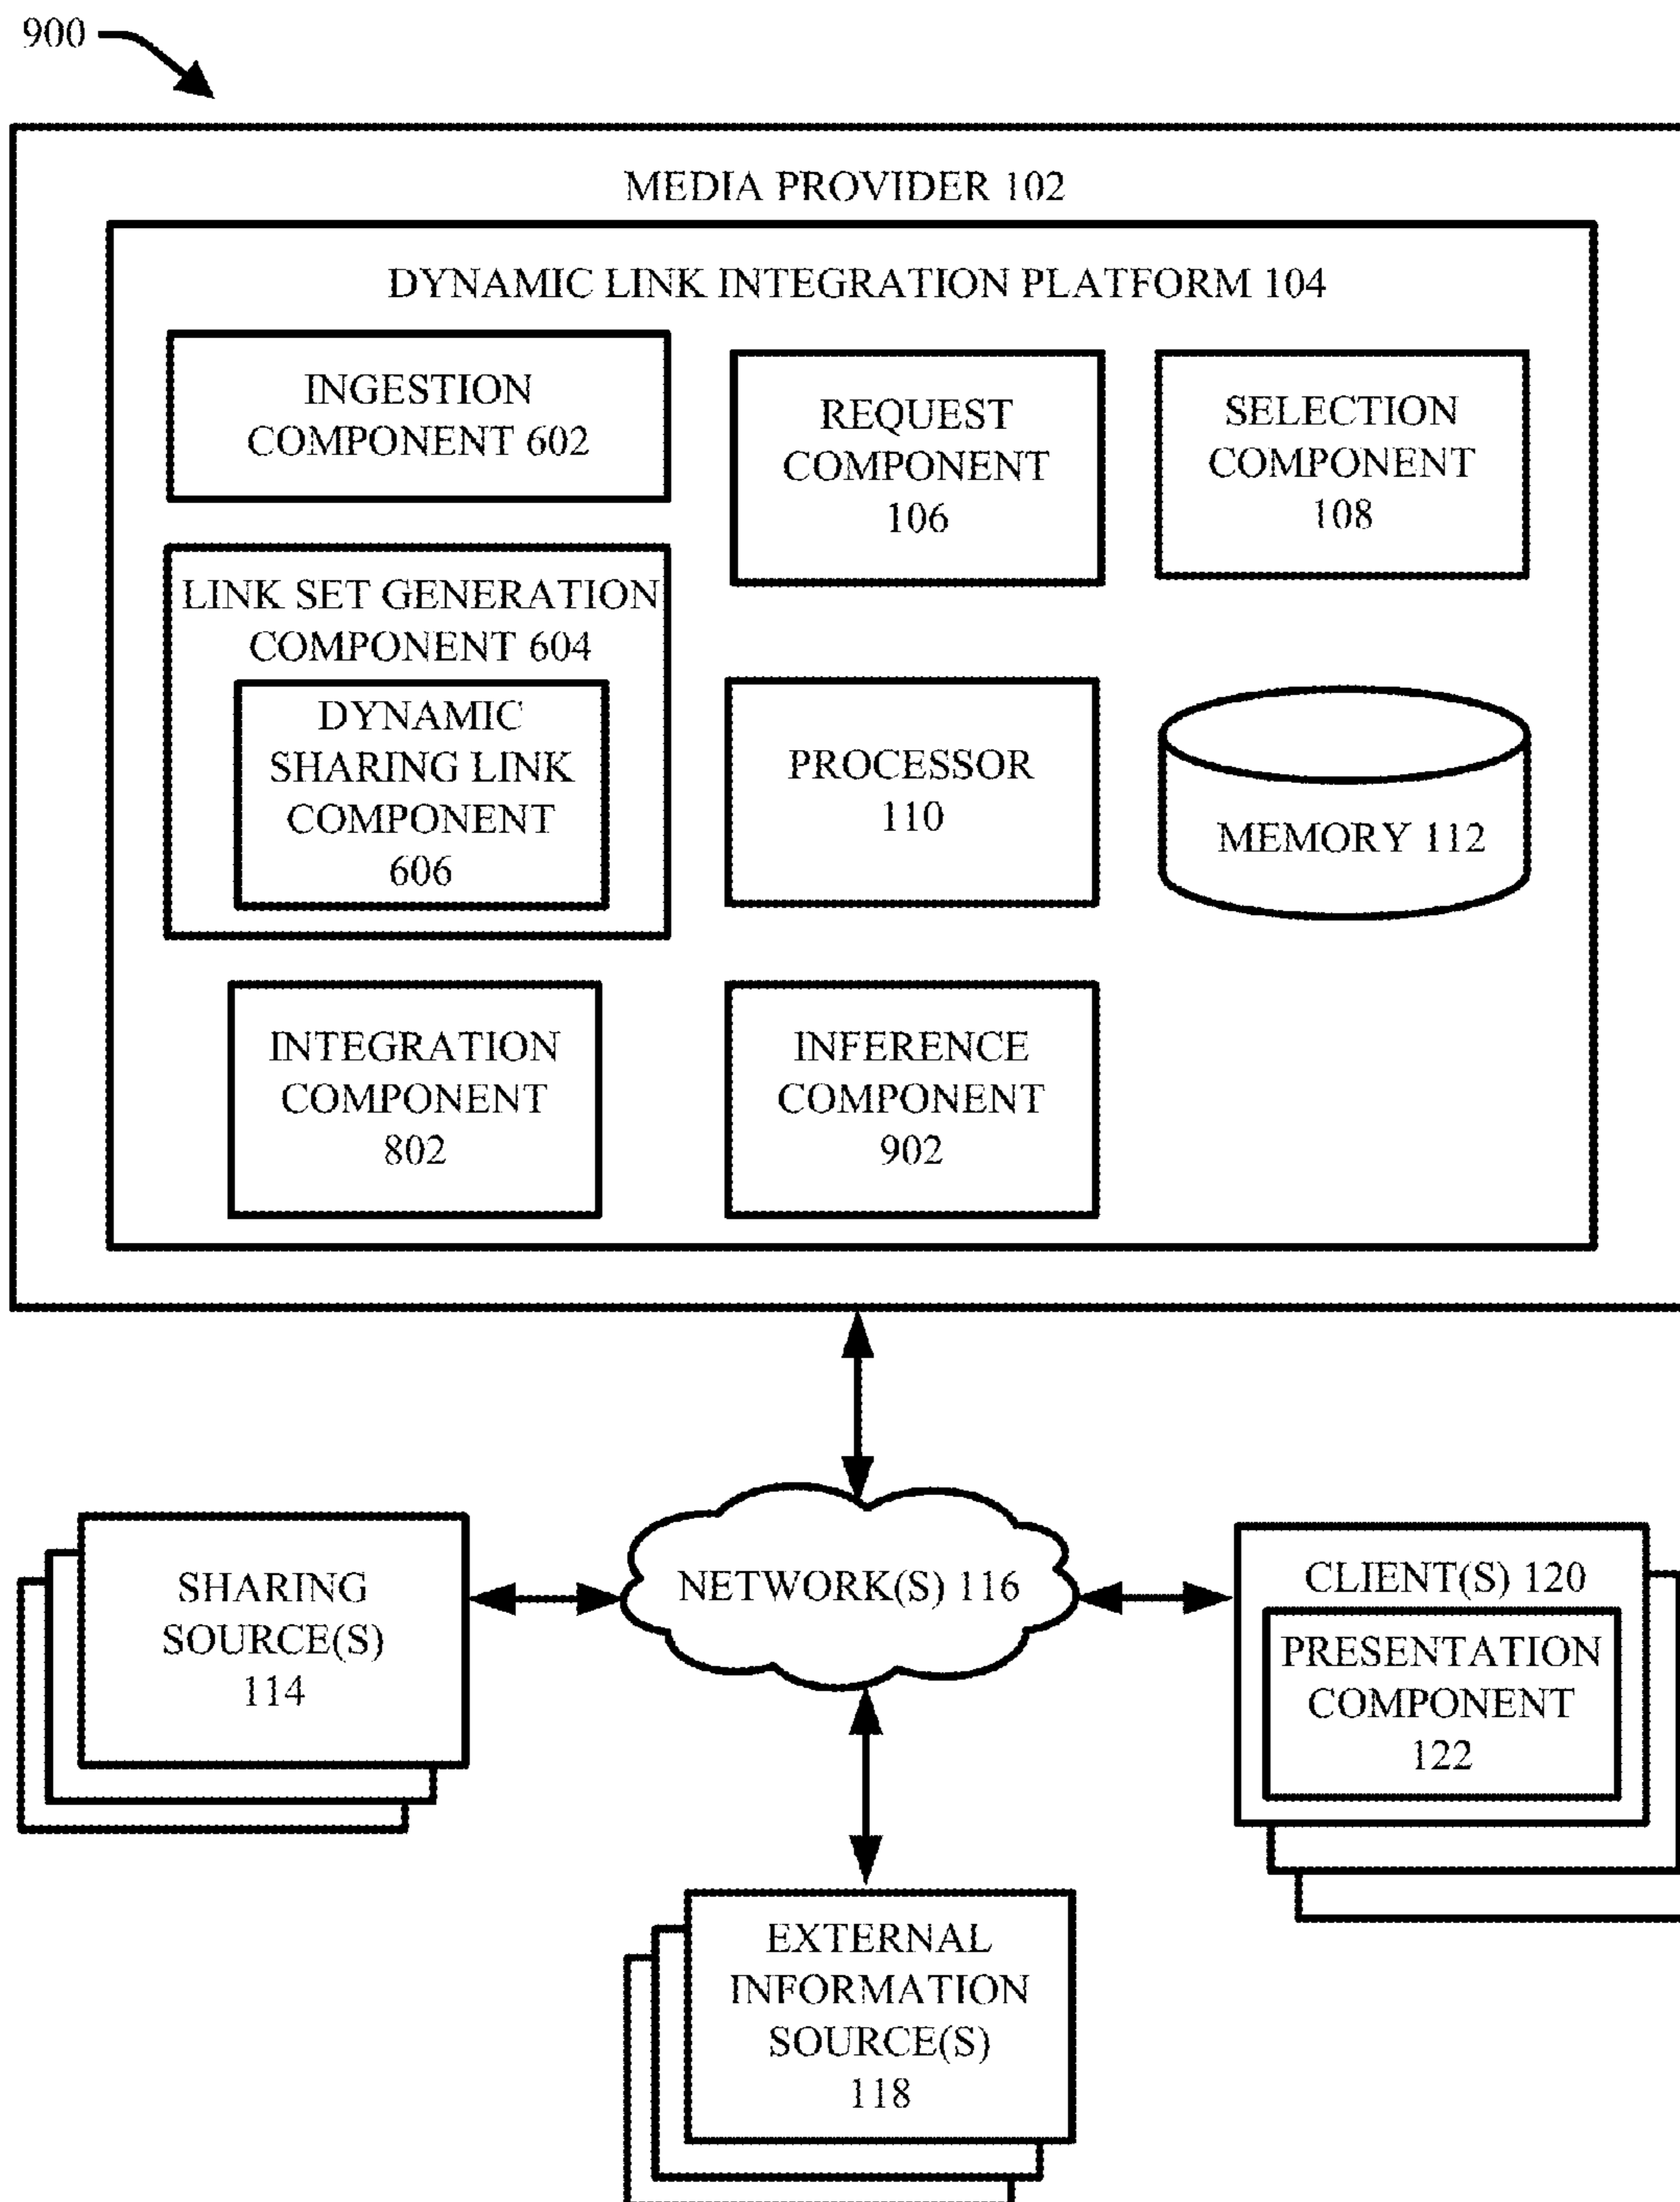 900
MEDIA PROVIDER 102
DYNAMIC LINK INTEGRATION PLATFORM 104
INGESTION
COMPONENT 602
REQUEST
COMPONENT
106
SELECTION
COMPONENT
108
LINK SET GENERATION
COMPONENT 604
DYNAMIC
SHARING LINK
COMPONENT
606
PROCESSOR
110
MEMORY 112
INTEGRATION
COMPONENT
802
INFERENCE
COMPONENT
902
SHARING
SOURCE(S)
114
NETWORK(S) 116
CLIENT(S) 120
PRESENTATION
COMPONENT
122
EXTERNAL
INFORMATION
SOURCE(S)
118